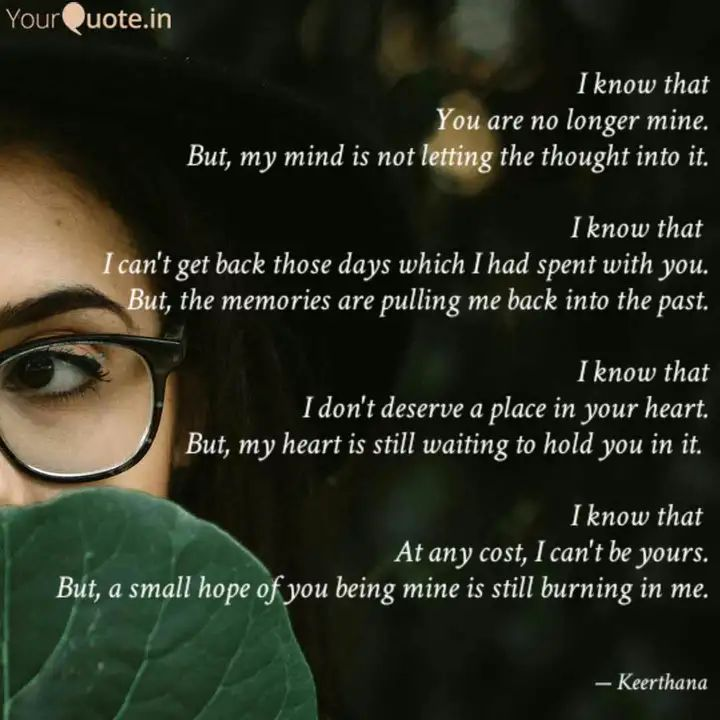 YourQuote.in
I know that
You are no longer mine.
But, my mind is not letting the thought into it.
I know that
I can't get back those days which I had spent with you.
But, the memories are pulling me back into the past.
I know that
I don't deserve a place in your heart.
But, my heart is still waiting to hold you in it.
I know that
At any cost, I can't be yours.
But, a small hope of you being mine is still burning in me.
— Keerthana